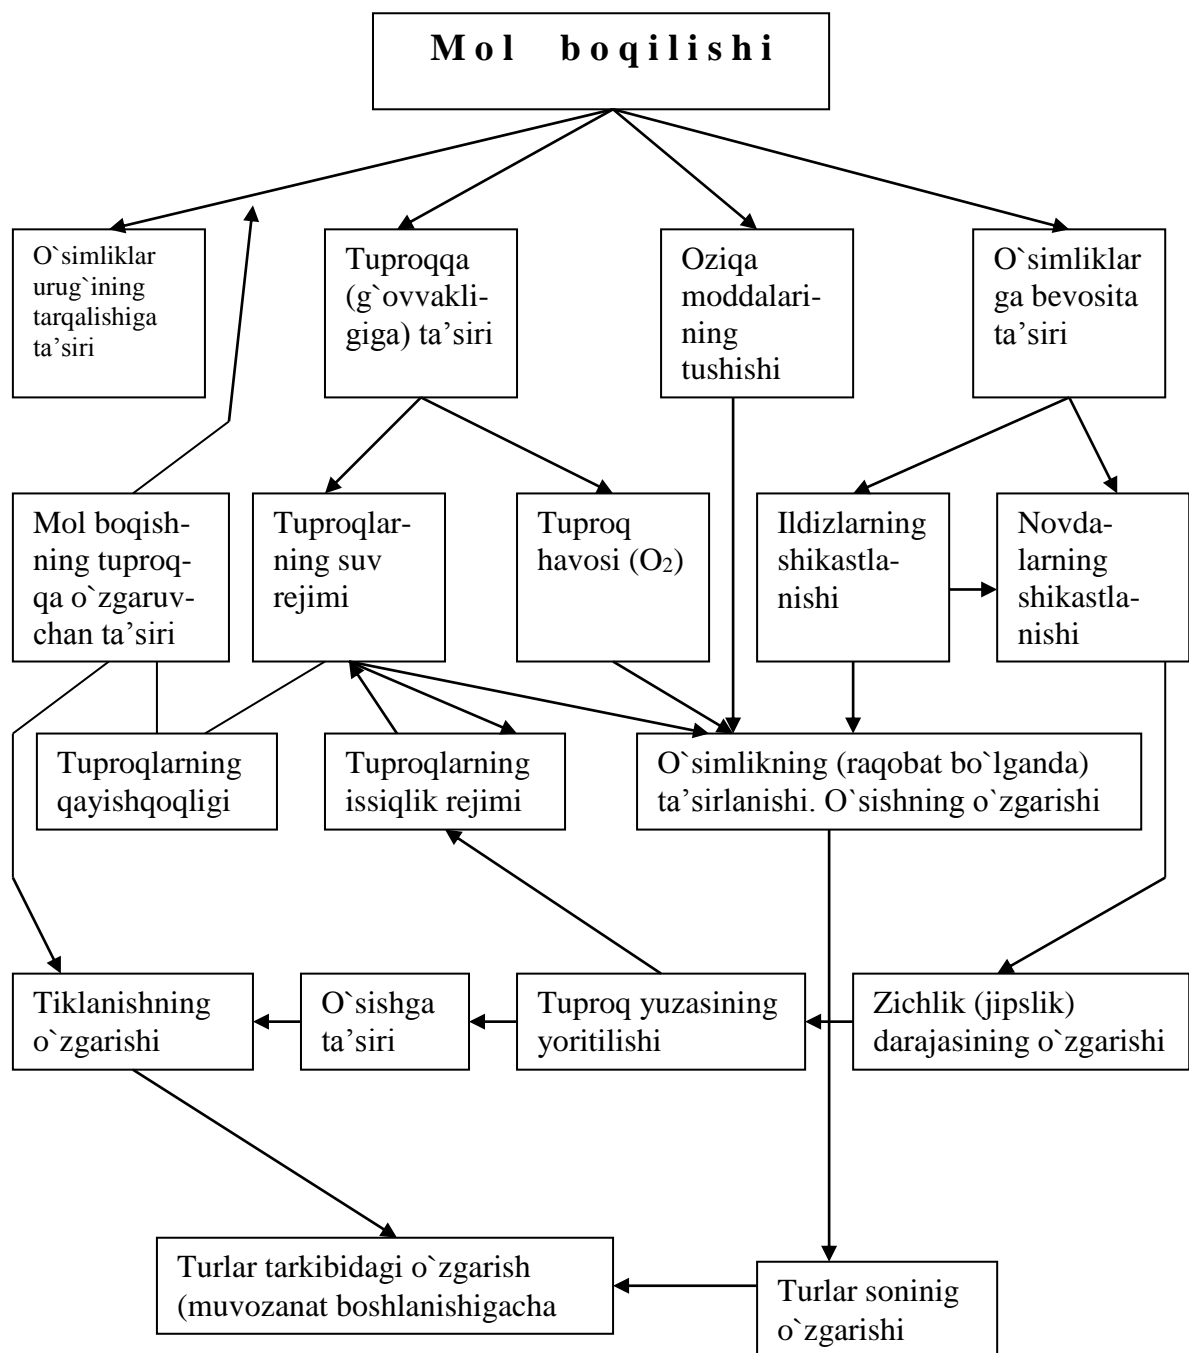 Mol boqilishi
O`simliklar
urug`ining
tarqalishiga
ta’siri
Tuproqqa
(g`ovvakli-
giga) ta’siri
Oziqa
moddalari-
ning
tushishi
O`simliklar
ga bevosita
ta’siri
Mol boqish-
ning tuproq-
qa o`zgaruv-
chan ta’siri
Tuproqlar-
ning suv
rejimi
Tuproq
havosi (O₂)
Ildizlarning
shikastla-
nishi
Novda-
larning
shikastla-
nishi
Tuproqlarning
qayishqoqligi
Tuproqlarning
issiqlik rejimi
O`simlikning (raqobat bo`lganda)
ta’sirlanishi. O`sishning o`zgarishi
Tiklanishning
o`zgarishi
O`sishga
ta’siri
Tuproq yuzasining
yoritilishi
Zichlik (jipslik)
darajasining o`zgarishi
Turlar tarkibidagi o`zgarish
(muvozanat boshlanishigacha
Turlar soninig
o`zgarishi